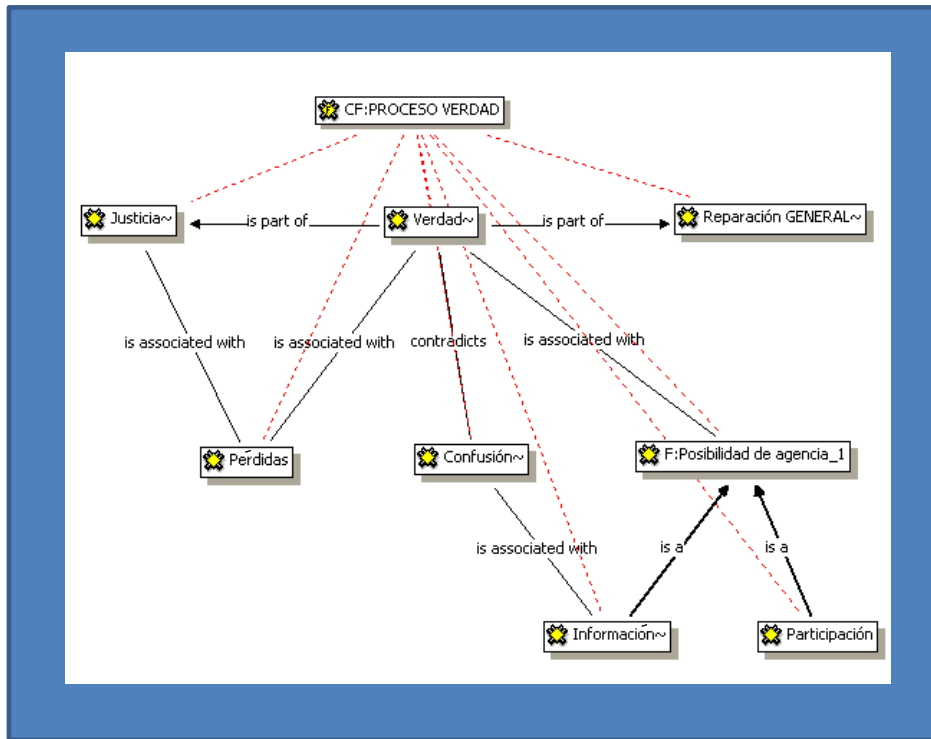 CF:PROCESO VERDAD
Justicia~
is part of
Verdad~
is part of
Reparación GENERAL~
is associated with
is associated with
contradicts
is associated with
Pérdidas
Confusión~
F:Posibilidad de agencia_1
is associated with
is a
is a
Información~
Participación